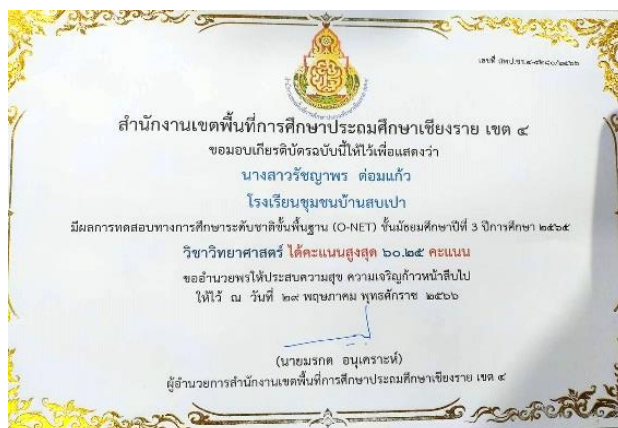 สำนักงานเขตพื้นที่การศึกษาประถมศึกษาเชียงราย เขต ๔
ขอมอบเกียรติบัตรฉบับนี้ให้ไว้เพื่อแสดงว่า
นางสาวรัชญาพร ต่อมแก้ว
โรงเรียนชุมชนบ้านสบเปา
มีผลการทดสอบทางการศึกษาระดับชาติขั้นพื้นฐาน (O-NET) ชั้นมัธยมศึกษาปีที่ 3 ปีการศึกษา ๒๕๖๕
วิชาวิทยาศาสตร์ ได้คะแนนสูงสุด ๖๐.๒๕ คะแนน
ขออำนวยพรให้ประสบความสุข ความเจริญก้าวหน้าสืบไป
ให้ไว้ ณ วันที่ ๒๙ พฤษภาคม พุทธศักราช ๒๕๖๖
(นายมรกต อนุเคราะห์)
ผู้อำนวยการสำนักงานเขตพื้นที่การศึกษาประถมศึกษาเชียงราย เขต ๔